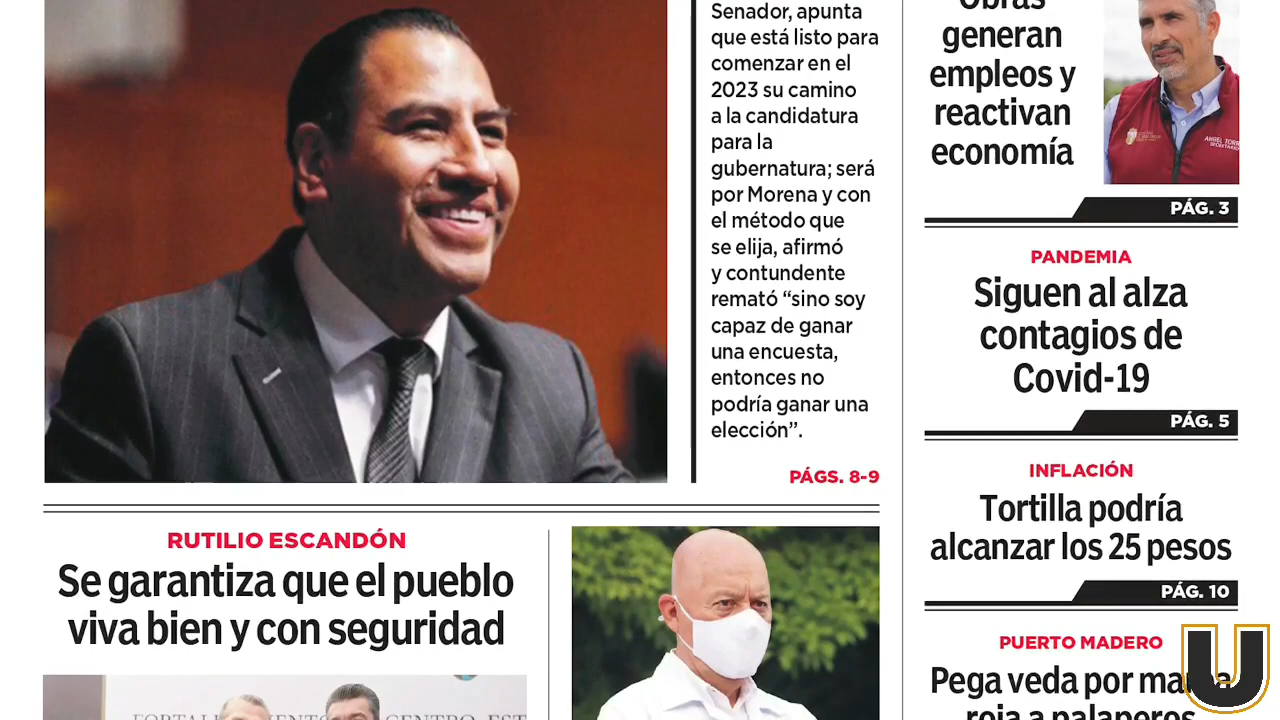 Senador, apunta
que está listo para
comenzar en el
2023 su camino
a la candidatura
para la
gubernatura; será
por Morena y con
el método que
se elija, afirmó
y contundente
remató “sino soy
capaz de ganar
una encuesta,
entonces no
podría ganar una
elección”.
PÁGS. 8-9
RUTILIO ESCANDÓN
Se garantiza que el pueblo
viva bien y con seguridad
Obras
generan
empleos y
reactivan
economía
PÁG. 3
PANDEMIA
Siguen al alza
contagios de
Covid-19
PÁG. 5
INFLACIÓN
Tortilla podría
alcanzar los 25 pesos
PÁG. 10
PUERTO MADERO
Pega veda por marea
roja a palaperos
U